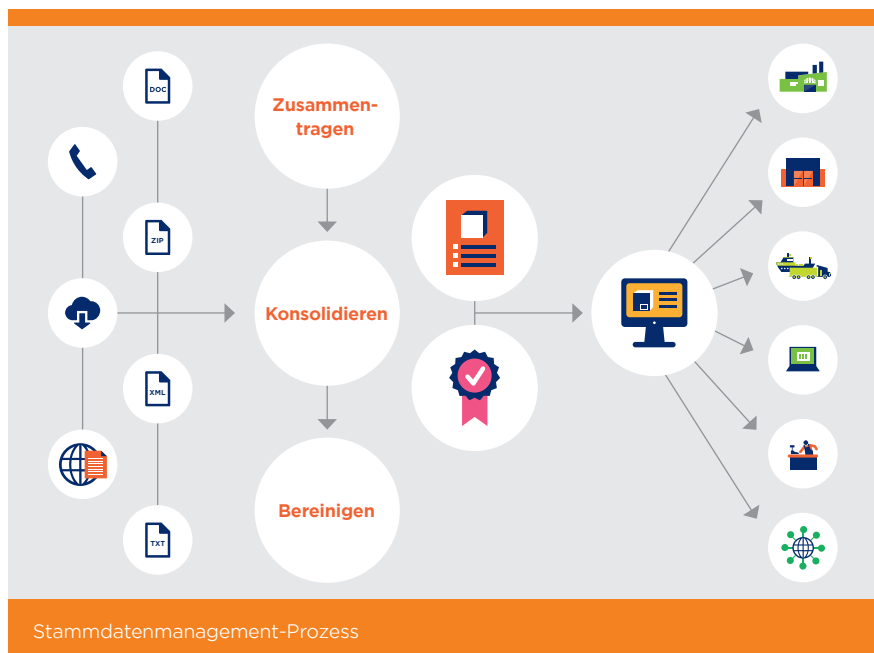 DOC
ZIP
XML
TXT
Zusammen-
tragen
Konsolidieren
Bereinigen
Stammdatenmanagement-Prozess